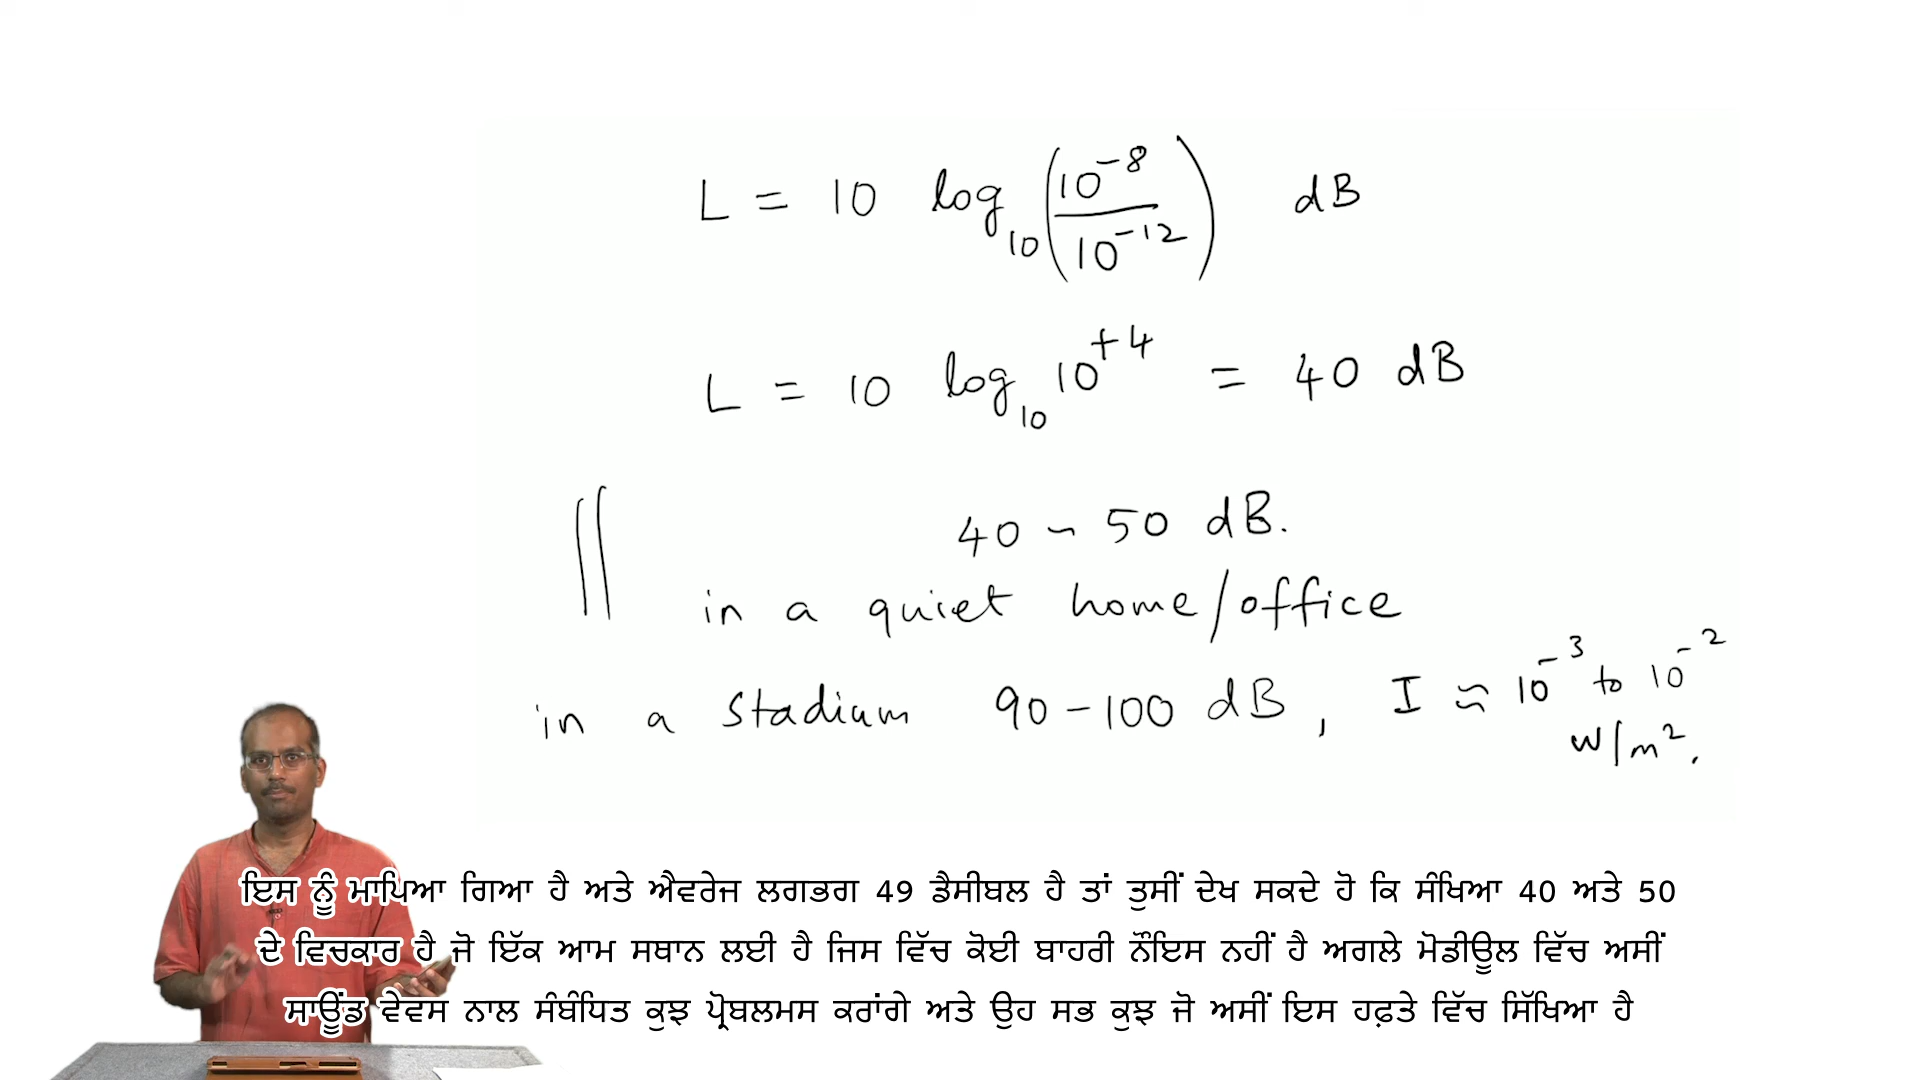 L = 10 log₁₀(10⁻⁸/10⁻¹²) dB
L = 10 log₁₀ 10⁺⁴ = 40 dB
40 ~ 50 dB.
in a quiet home/office
in a stadium 90 - 100 dB, I ≈ 10⁻³ to 10⁻²
W/m².
ਇਸ ਨੂੰ ਮਾਪਿਆ ਗਿਆ ਹੈ ਅਤੇ ਐਵਰੇਜ ਲਗਭਗ 49 ਡੈਸੀਬਲ ਹੈ ਤਾਂ ਤੁਸੀਂ ਦੇਖ ਸਕਦੇ ਹੋ ਕਿ ਸੰਖਿਆ 40 ਅਤੇ 50
ਦੇ ਵਿਚਕਾਰ ਹੈ ਜੋ ਇੱਕ ਆਮ ਸਥਾਨ ਲਈ ਹੈ ਜਿਸ ਵਿੱਚ ਕੋਈ ਬਾਹਰੀ ਨੌਇਸ ਨਹੀਂ ਹੈ ਅਗਲੇ ਮੋਡੀਊਲ ਵਿੱਚ ਅਸੀਂ
ਸਾਊਂਡ ਵੇਵਸ ਨਾਲ ਸੰਬੰਧਿਤ ਕੁਝ ਪ੍ਰੋਬਲਮਸ ਕਰਾਂਗੇ ਅਤੇ ਉਹ ਸਭ ਕੁਝ ਜੋ ਅਸੀਂ ਇਸ ਹਫ਼ਤੇ ਵਿੱਚ ਸਿੱਖਿਆ ਹੈ